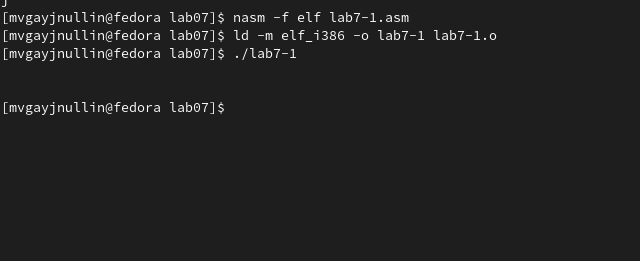 [mvgayjnullin@fedora lab07]$ nasm -f elf lab7-1.asm
[mvgayjnullin@fedora lab07]$ ld -m elf_i386 -o lab7-1 lab7-1.o
[mvgayjnullin@fedora lab07]$ ./lab7-1
[mvgayjnullin@fedora lab07]$